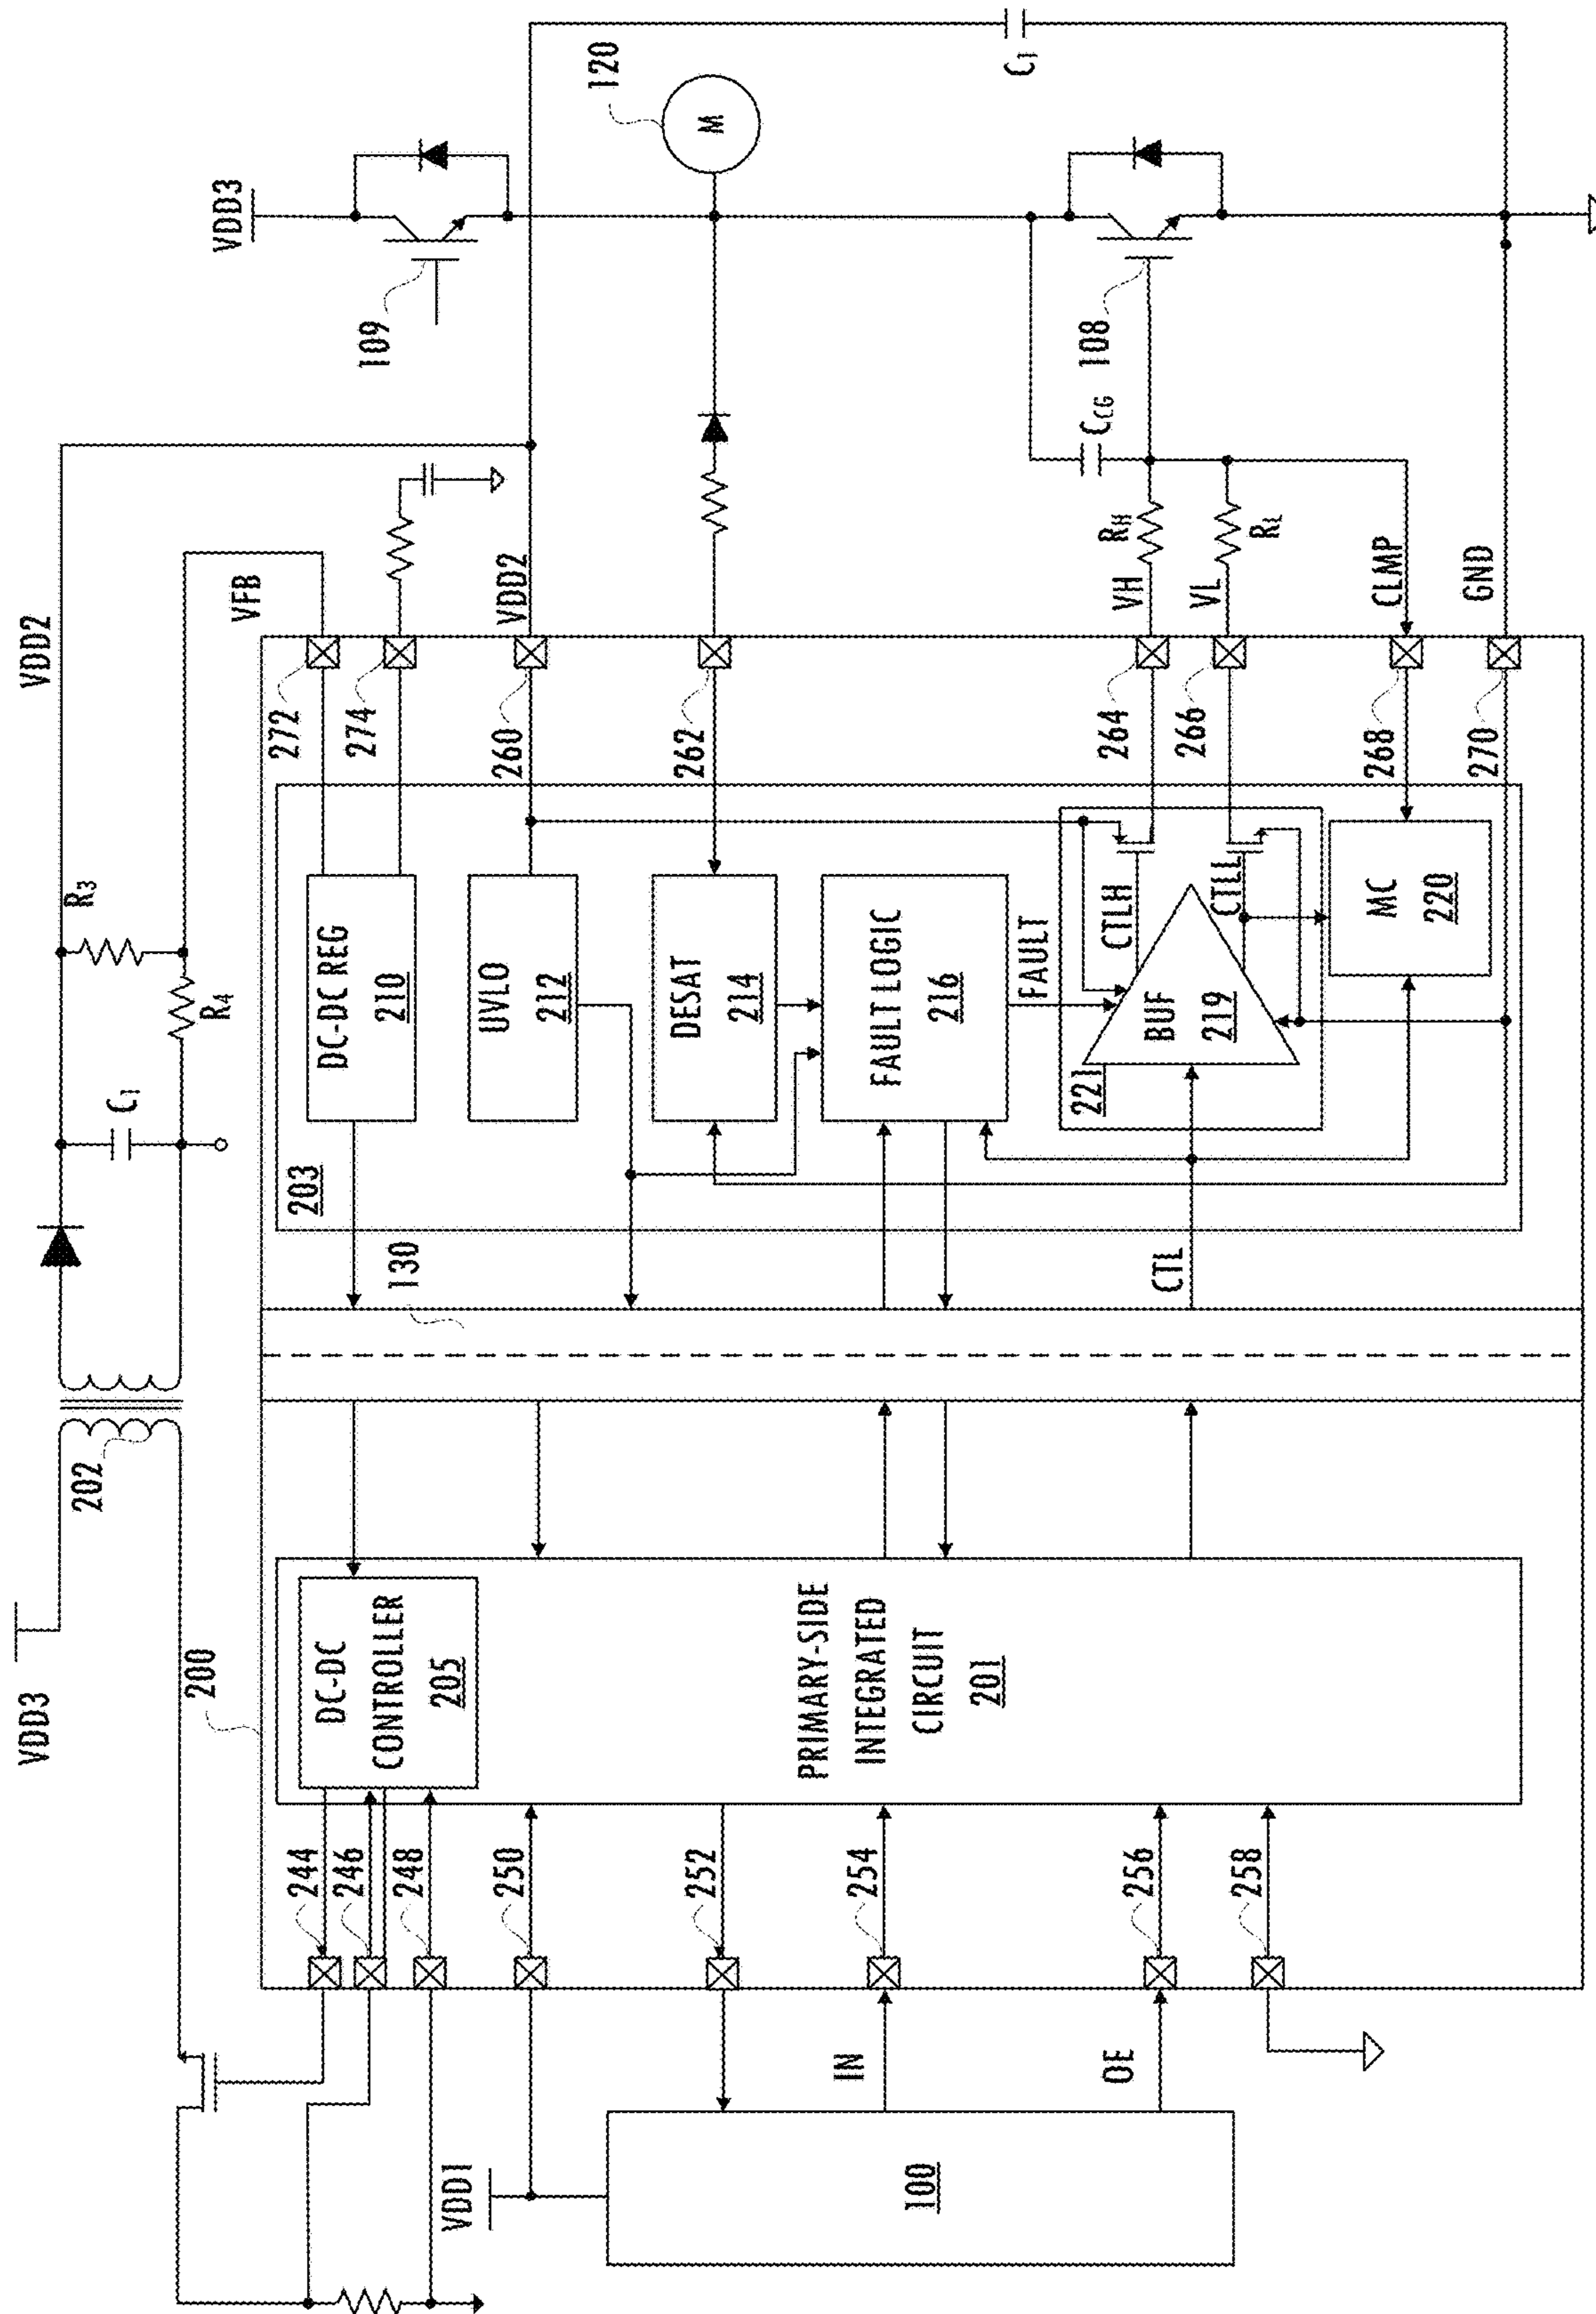 VDD3
202
VDD2
C₁
R₃
R₄
VFB
VDD2
VDD3
109
120
M
C₁
108
C_CG
R_H
R_L
VH
VL
CLMP
GND
200
244
246
248
250
252
254
256
258
DC-DC
CONTROLLER
205
PRIMARY-SIDE
INTEGRATED
CIRCUIT
201
130
203
DC-DC REG
210
UVLO
212
DESAT
214
FAULT LOGIC
216
FAULT
221
BUF
219
CTLH
CTLL
MC
220
CTL
272
274
260
262
264
266
268
270
VDD1
100
IN
OE